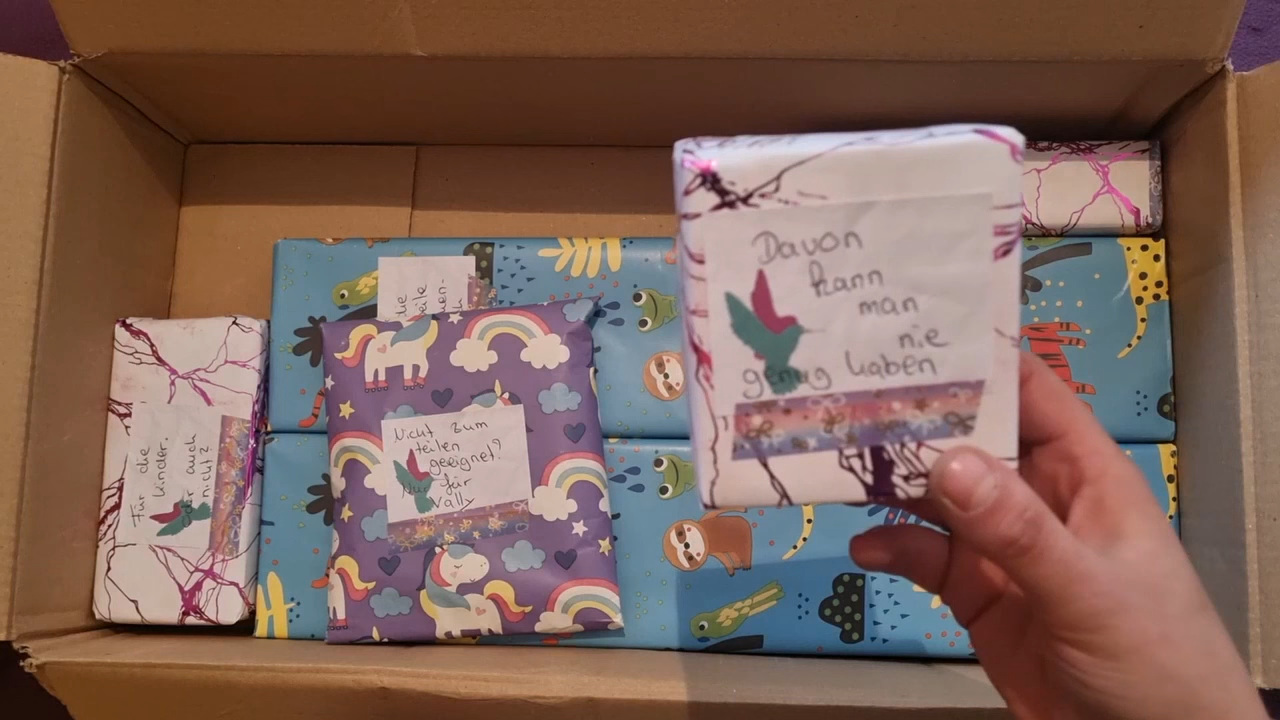 Davon
kann
man
nie
genug haben
Nicht zum
teilen
geeignet?
Nur für
Vally
Für die
Kinder.
oder auch
nicht?